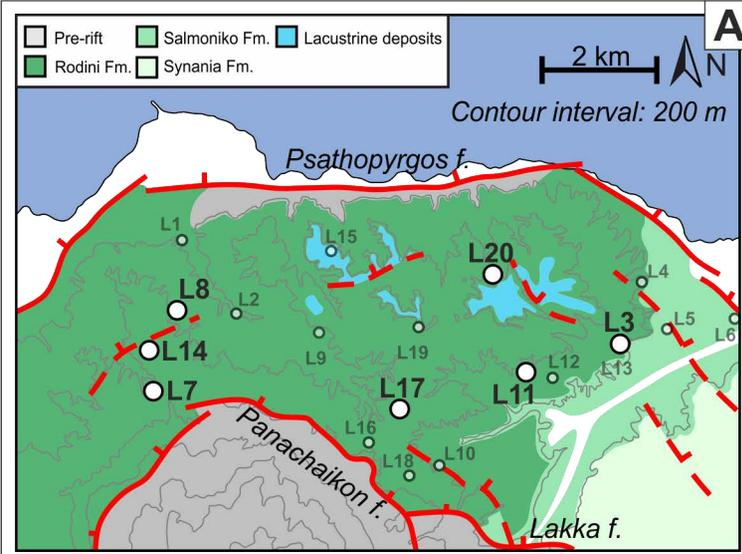 A
Pre-rift
Salmoniko Fm.
Lacustrine deposits
Rodini Fm.
Synania Fm.
2 km
N
Contour interval: 200 m
Psathopyrgos f.
L1
L15
L20
L4
L8
L2
L5
L6
L9
L19
L3
L14
L13
L7
L11
L12
L17
Panachaikon f.
L16
L18
L10
Lakka f.